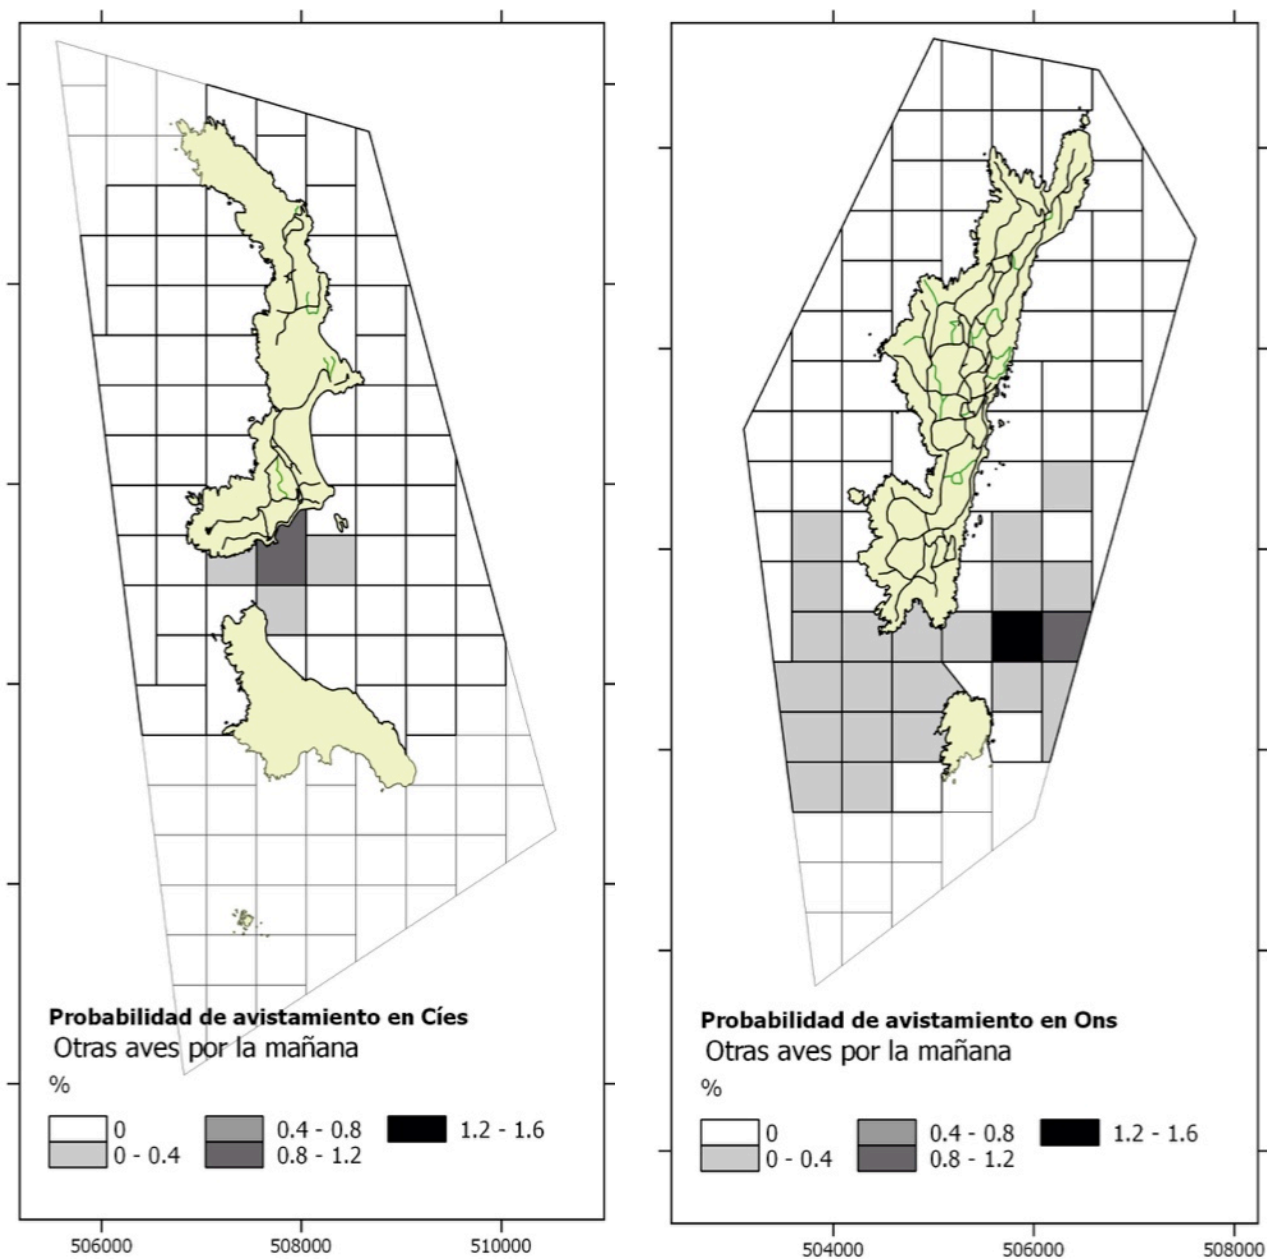 Probabilidad de avistamiento en Cíes
Otras aves por la mañana
%
0
0.4 - 0.8
1.2 - 1.6
0 - 0.4
0.8 - 1.2
506000
508000
510000
Probabilidad de avistamiento en Ons
Otras aves por la mañana
%
0
0.4 - 0.8
1.2 - 1.6
0 - 0.4
0.8 - 1.2
504000
506000
508000